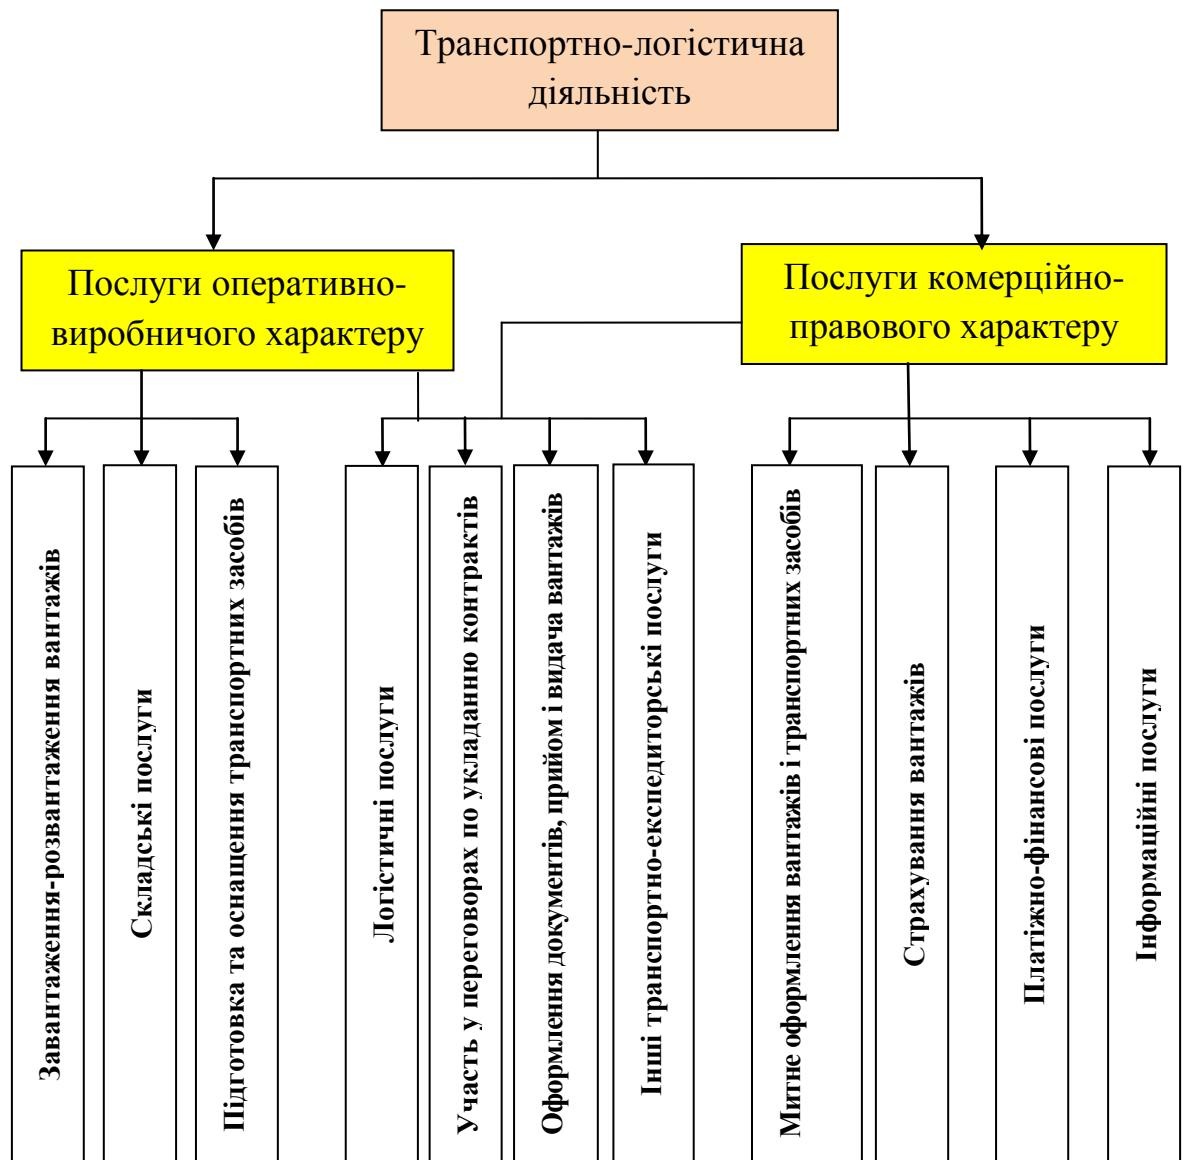 Транспортно-логістична
діяльність
Послуги оперативно-
виробничого характеру
Послуги комерційно-
правового характеру
Завантаження-розвантаження вантажів
Складські послуги
Підготовка та оснащення транспортних засобів
Логістичні послуги
Участь у переговорах по укладанню контрактів
Оформлення документів, прийом і видача вантажів
Інші транспортно-експедиторські послуги
Митне оформлення вантажів і транспортних засобів
Страхування вантажів
Платіжно-фінансові послуги
Інформаційні послуги